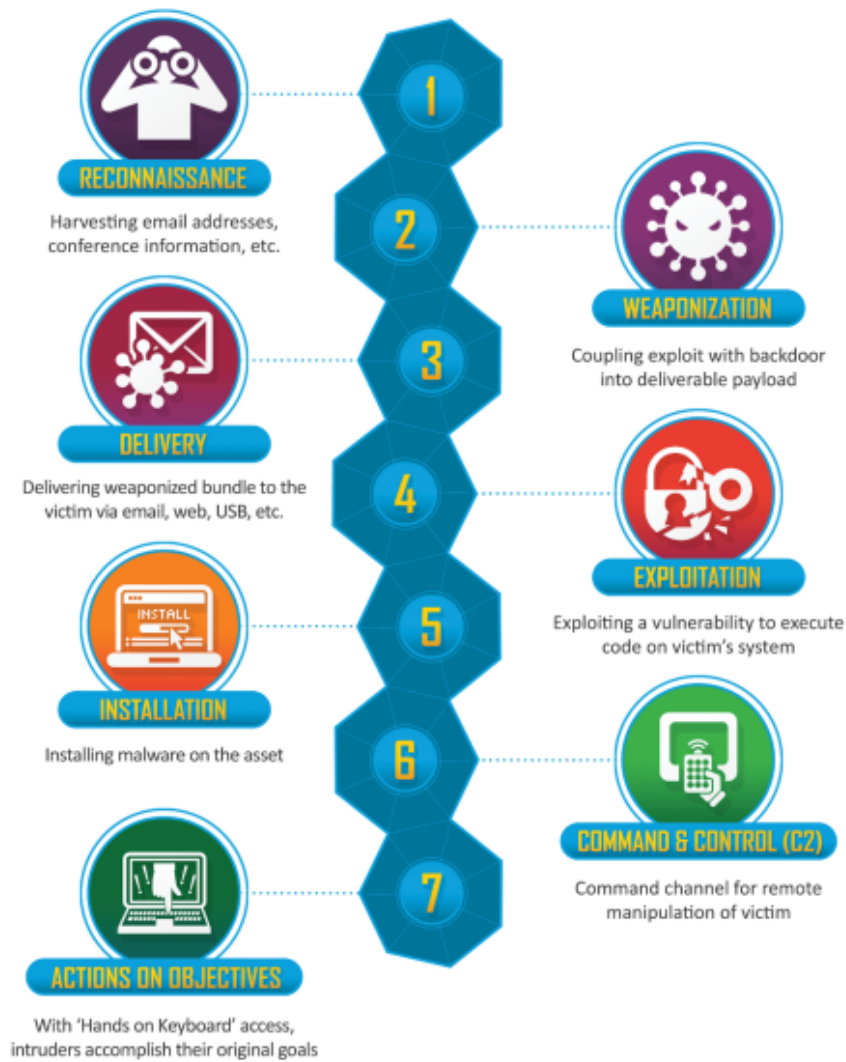 1
RECONNAISSANCE
Harvesting email addresses,
conference information, etc.
2
WEAPONIZATION
Coupling exploit with backdoor
into deliverable payload
3
DELIVERY
Delivering weaponized bundle to the
victim via email, web, USB, etc.
4
EXPLOITATION
Exploiting a vulnerability to execute
code on victim's system
5
INSTALL
INSTALLATION
Installing malware on the asset
6
COMMAND & CONTROL (C2)
Command channel for remote
manipulation of victim
7
ACTIONS ON OBJECTIVES
With 'Hands on Keyboard' access,
intruders accomplish their original goals